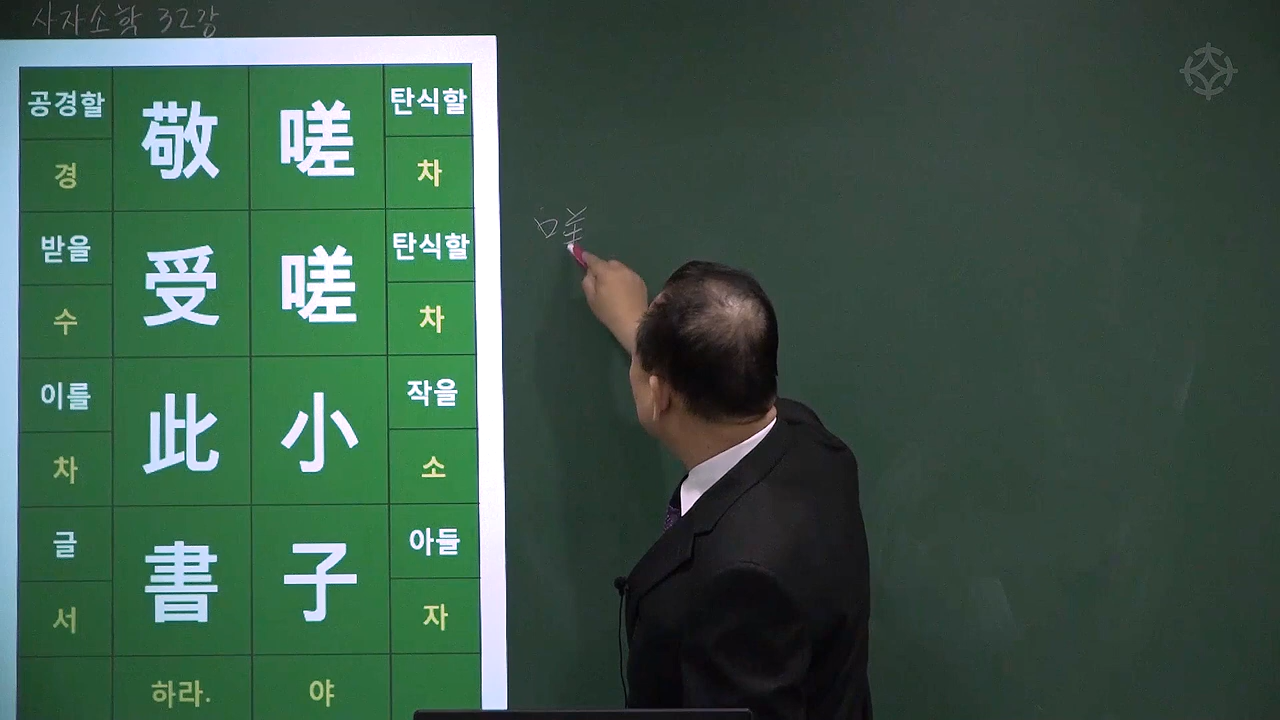 사자소학 32강
공경할 敬 嗟 탄식할
경 차
받을 受 嗟 탄식할
수 차
이를 此 小 작을
차 소
글 書 子 아들
서 자
하라. 야